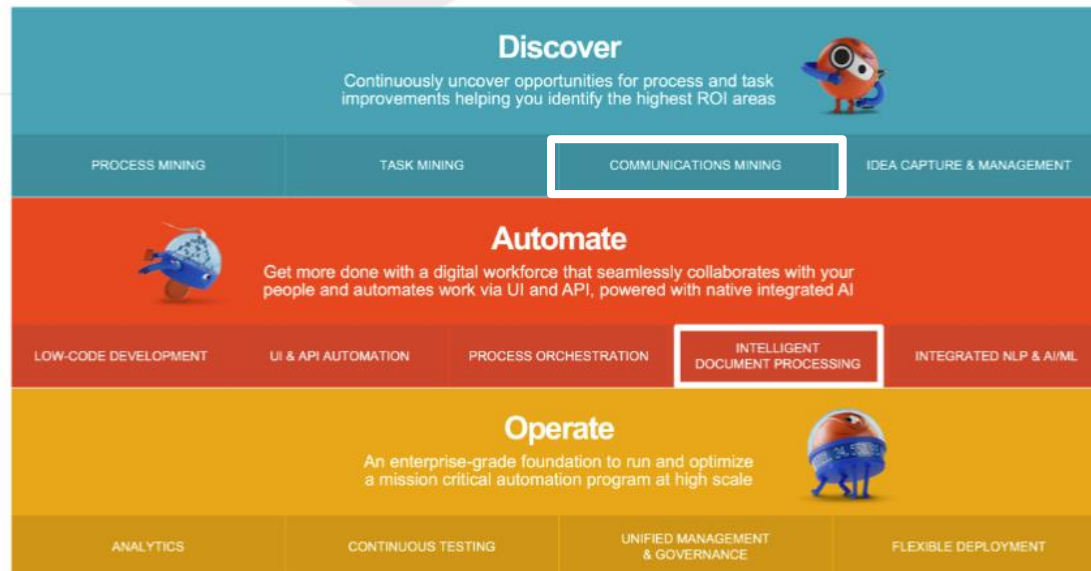 Discover
Continuously uncover opportunities for process and task
improvements helping you identify the highest ROI areas
PROCESS MINING
TASK MINING
COMMUNICATIONS MINING
IDEA CAPTURE & MANAGEMENT
Automate
Get more done with a digital workforce that seamlessly collaborates with your
people and automates work via UI and API, powered with native integrated AI
LOW-CODE DEVELOPMENT
UI & API AUTOMATION
PROCESS ORCHESTRATION
INTELLIGENT
DOCUMENT PROCESSING
INTEGRATED NLP & AI/ML
Operate
An enterprise-grade foundation to run and optimize
a mission critical automation program at high scale
ANALYTICS
CONTINUOUS TESTING
UNIFIED MANAGEMENT
& GOVERNANCE
FLEXIBLE DEPLOYMENT